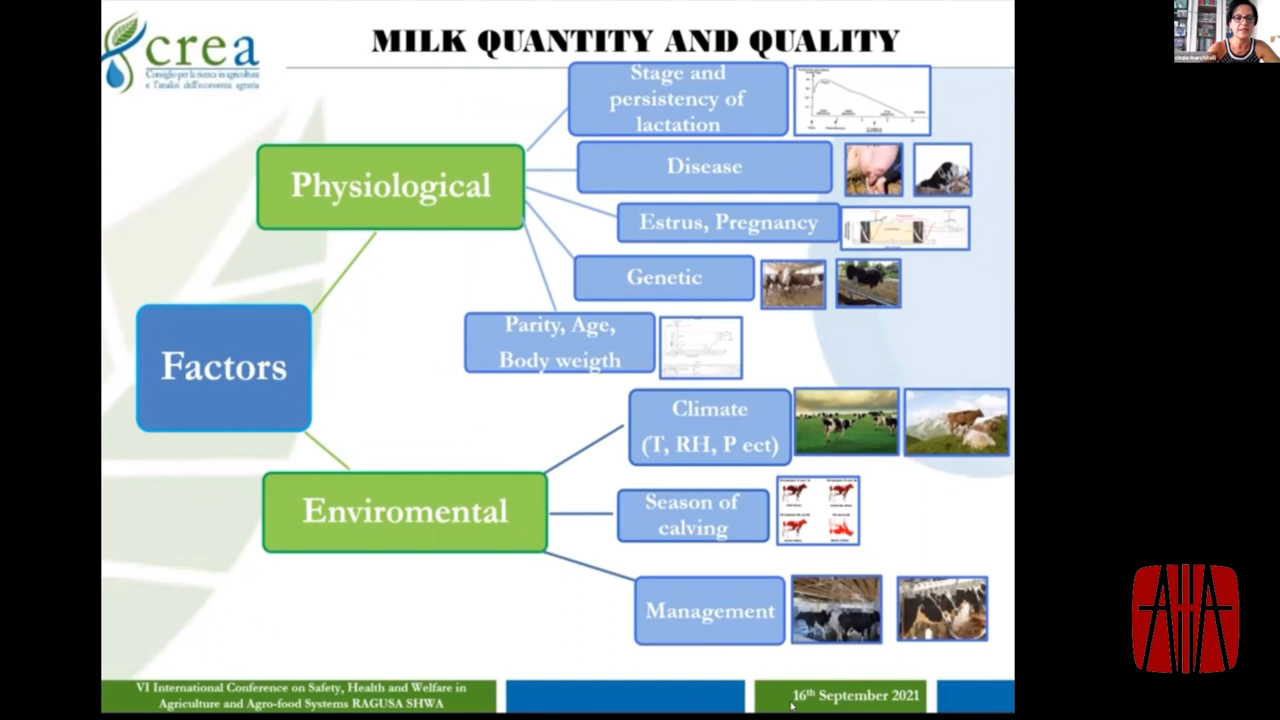 crea
Consiglio per la ricerca in agricoltura
e l'analisi dell'economia agraria
MILK QUANTITY AND QUALITY
Factors
Physiological
Stage and
persistency of
lactation
Disease
Estrus, Pregnancy
Genetic
Parity, Age,
Body weigth
Enviromental
Climate
(T, RH, P ect)
Season of
calving
Management
VI International Conference on Safety, Health and Welfare in
Agriculture and Agro-food Systems RAGUSA SHWA
16th September 2021
cinzia marchitelli